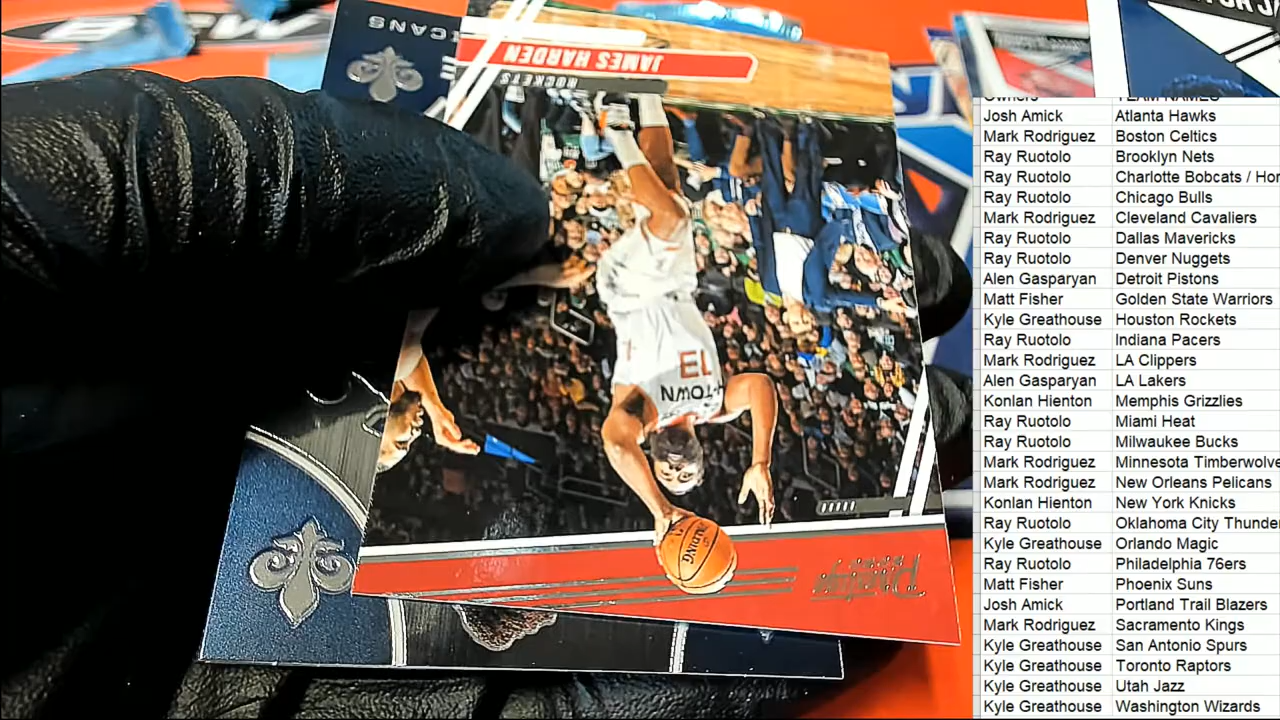 JAMES HARDEN
ROCKETS
13
H-TOWN
SPALDING
Prestige
Owners TEAM NAMES
Josh Amick Atlanta Hawks
Mark Rodriguez Boston Celtics
Ray Ruotolo Brooklyn Nets
Ray Ruotolo Charlotte Bobcats / Hor
Ray Ruotolo Chicago Bulls
Mark Rodriguez Cleveland Cavaliers
Ray Ruotolo Dallas Mavericks
Ray Ruotolo Denver Nuggets
Alen Gasparyan Detroit Pistons
Matt Fisher Golden State Warriors
Kyle Greathouse Houston Rockets
Ray Ruotolo Indiana Pacers
Mark Rodriguez LA Clippers
Alen Gasparyan LA Lakers
Konlan Hienton Memphis Grizzlies
Ray Ruotolo Miami Heat
Ray Ruotolo Milwaukee Bucks
Mark Rodriguez Minnesota Timberwolve
Mark Rodriguez New Orleans Pelicans
Konlan Hienton New York Knicks
Ray Ruotolo Oklahoma City Thunde
Kyle Greathouse Orlando Magic
Ray Ruotolo Philadelphia 76ers
Matt Fisher Phoenix Suns
Josh Amick Portland Trail Blazers
Mark Rodriguez Sacramento Kings
Kyle Greathouse San Antonio Spurs
Kyle Greathouse Toronto Raptors
Kyle Greathouse Utah Jazz
Kyle Greathouse Washington Wizards